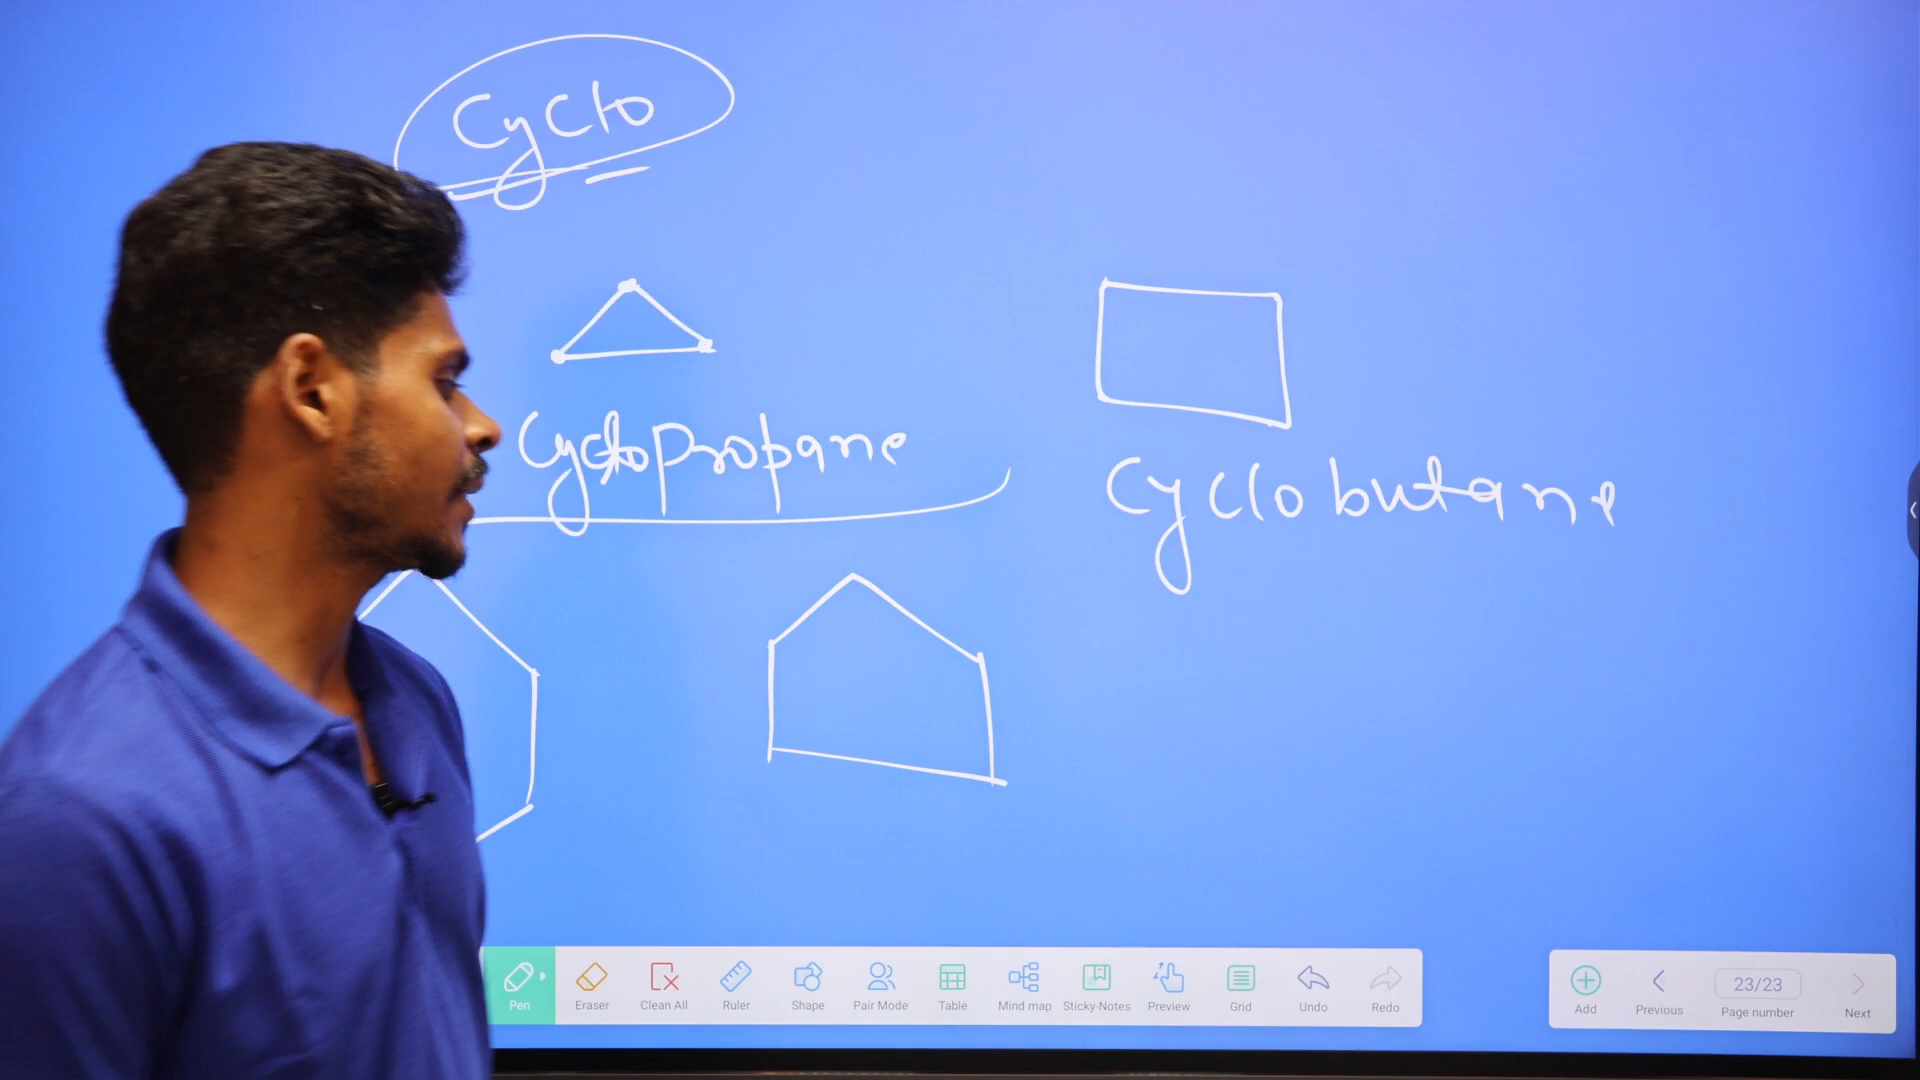 Cyclo
Cyclopropane
Cyclobutane
Pen Eraser Clean All Ruler Shape Pair Mode Table Mind map Sticky-Notes Preview Grid Undo Redo
Add Previous 23/23 Page number Next